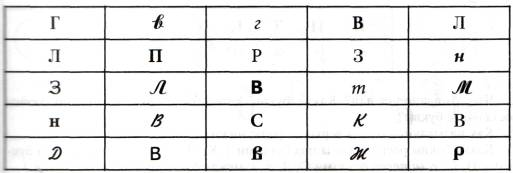 Г в г В Л
Л П Р З н
З Л В т М
н В С К В
Д В в Ж Р